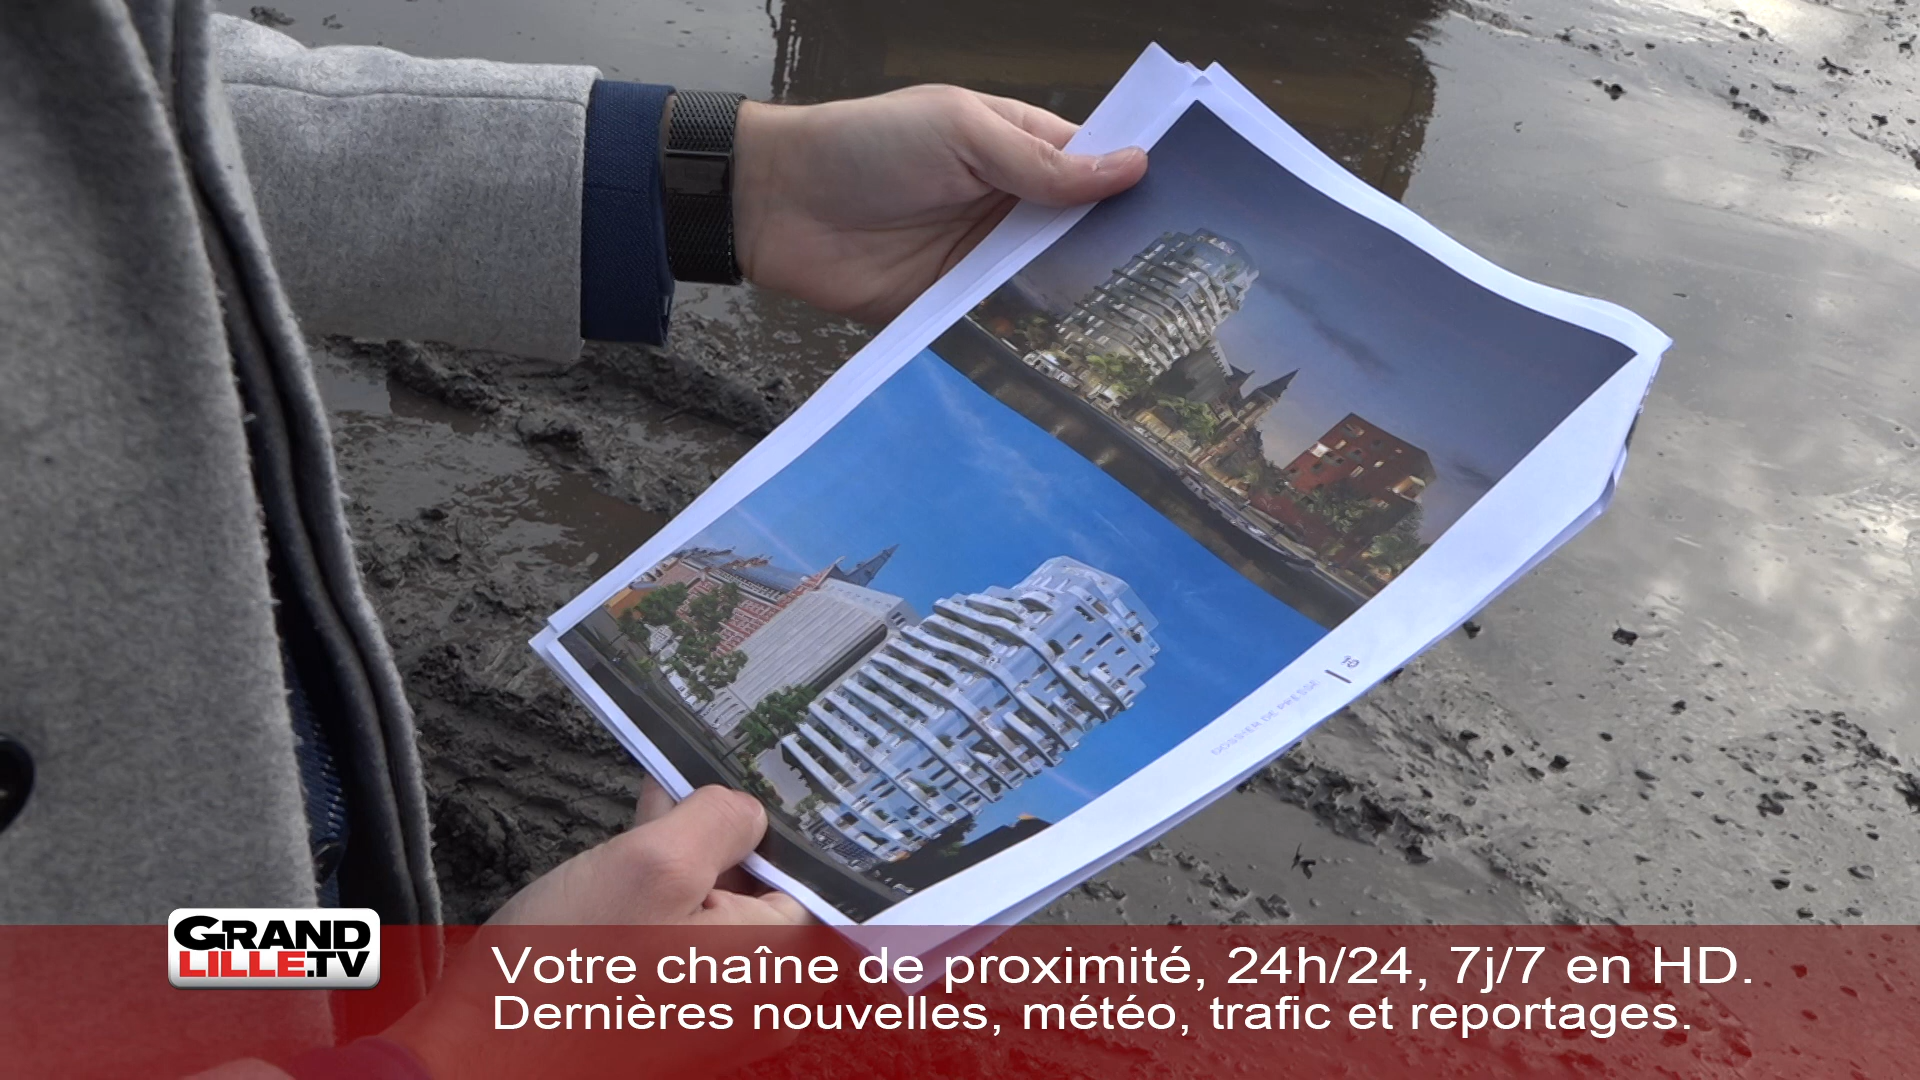 DOSSIER DE PRESSE
GRAND
LILLE.TV
Votre chaîne de proximité, 24h/24, 7j/7 en HD.
Dernières nouvelles, météo, trafic et reportages.